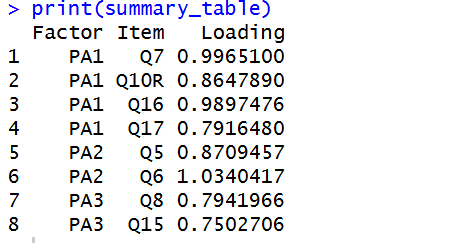 > print(summary_table)
Factor Item Loading
1 PA1 Q7 0.9965100
2 PA1 Q10R 0.8647890
3 PA1 Q16 0.9897476
4 PA1 Q17 0.7916480
5 PA2 Q5 0.8709457
6 PA2 Q6 1.0340417
7 PA3 Q8 0.7941966
8 PA3 Q15 0.7502706